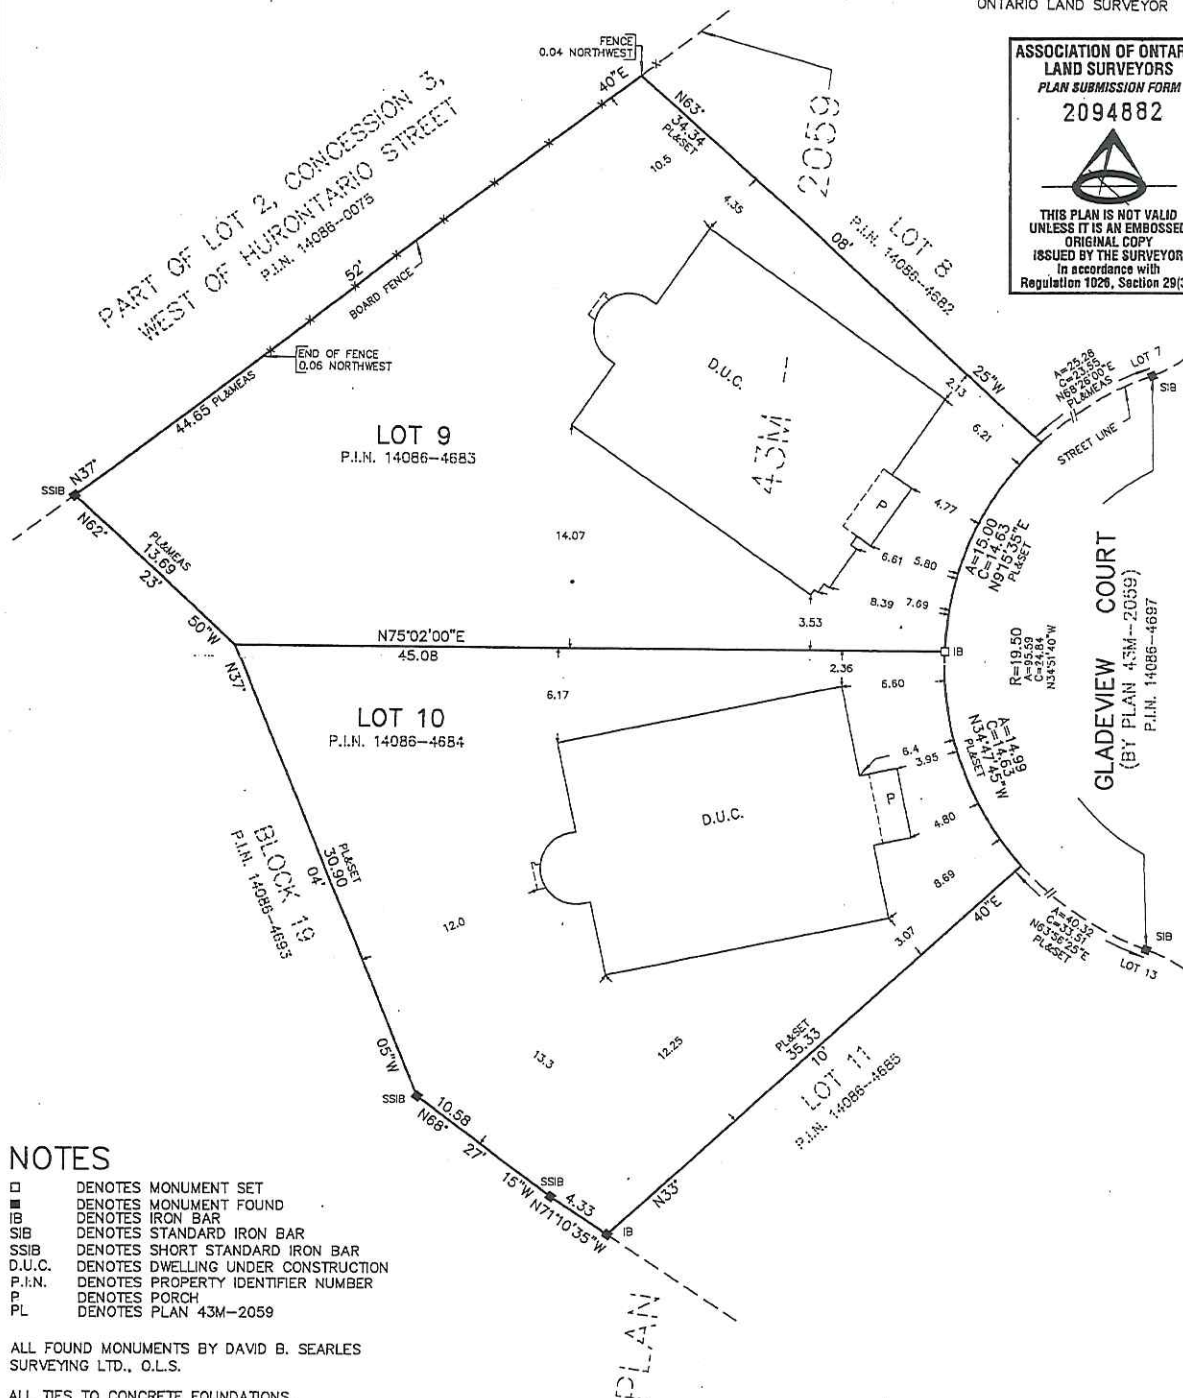 ONTARIO LAND SURVEYOR
ASSOCIATION OF ONTAR
LAND SURVEYORS
PLAN SUBMISSION FORM
2094882
THIS PLAN IS NOT VALID
UNLESS IT IS AN EMBOSSED
ORIGINAL COPY
ISSUED BY THE SURVEYOR
In accordance with
Regulation 1026, Section 29(3
FENCE
0.04 NORTHWEST
PART OF LOT 2, CONCESSION 3,
WEST OF HURONTARIO STREET
P.I.N. 14086-0075
40"E
52'
BOARD FENCE
END OF FENCE
0.06 NORTHWEST
44.65 PL&MEAS
N37°
SSIB
N63°
34.34
PL&SET
10.5
4.35
08'
25"W
2059
LOT 8
P.I.N. 14086-4682
D.U.C.
43M —
2.13
6.21
A=25.28
C=23.55
N68°26'00"E
PL&MEAS
LOT 7
SIB
STREET LINE
LOT 9
P.I.N. 14086-4683
P
4.77
6.61 5.80
8.39 7.69
3.53
14.07
A=15.00
C=14.63
N9°15'35"E
PL&SET
N62°
PL&MEAS
13.69
23'
50"W
N75°02'00"E
45.08
IB
R=19.50
A=95.59
C=24.84
N34°51'40"W
GLADEVIEW COURT
(BY PLAN 43M-2059)
P.I.N. 14086-4697
N37°
2.36
6.60
6.17
LOT 10
P.I.N. 14086-4684
6.4
3.95
A=14.99
C=14.63
N34°47'45"W
PL&SET
P
D.U.C.
4.80
8.69
3.07
BLOCK 19
P.I.N. 14086-4693
PL&SET
30.90
04'
12.0
05"W
40"E
A=40.32
C=33.51
N63°56'25"E
PL&SET
SIB
LOT 13
13.3
12.25
PL&SET
35.33
10'
LOT 11
P.I.N. 14086-4685
SSIB
10.58
N68°
27'
15"W
SSIB
4.33
N71°10'35"W
N33°
IB
PLAN
NOTES
□ DENOTES MONUMENT SET
■ DENOTES MONUMENT FOUND
IB DENOTES IRON BAR
SIB DENOTES STANDARD IRON BAR
SSIB DENOTES SHORT STANDARD IRON BAR
D.U.C. DENOTES DWELLING UNDER CONSTRUCTION
P.I.N. DENOTES PROPERTY IDENTIFIER NUMBER
P DENOTES PORCH
PL DENOTES PLAN 43M-2059
ALL FOUND MONUMENTS BY DAVID B. SEARLES
SURVEYING LTD., O.L.S.
ALL TIES TO CONCRETE FOUNDATIONS